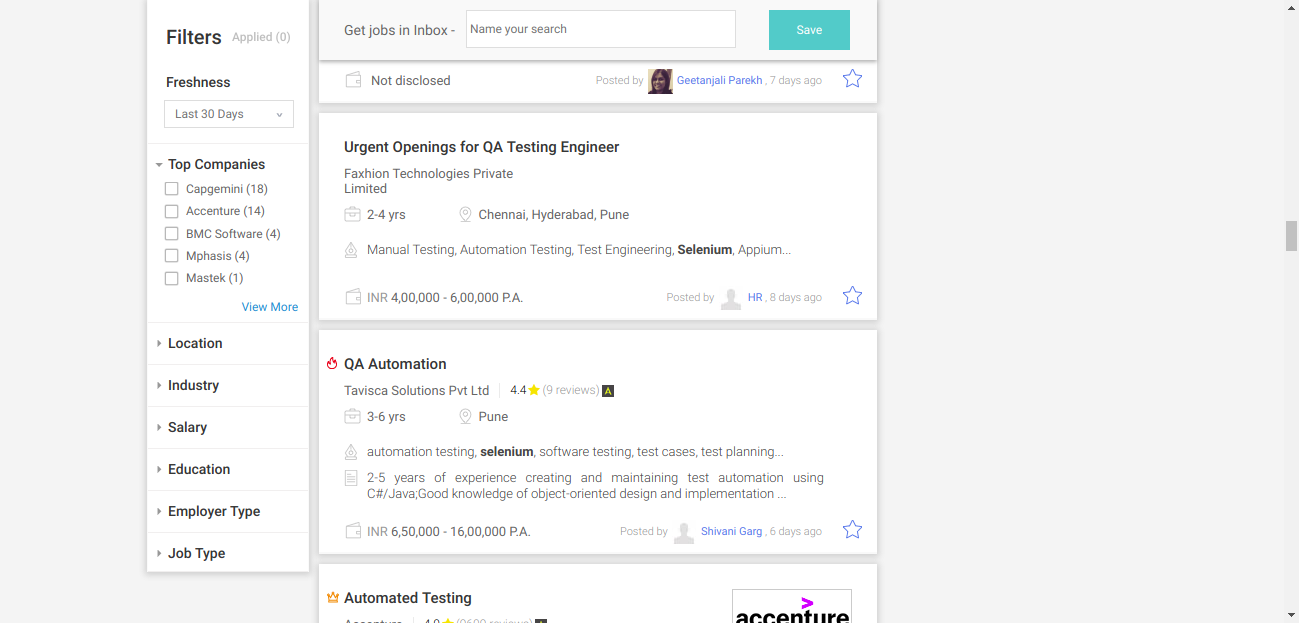 Filters Applied (0)
Freshness
Last 30 Days
Top Companies
Capgemini (18)
Accenture (14)
BMC Software (4)
Mphasis (4)
Mastek (1)
View More
Location
Industry
Salary
Education
Employer Type
Job Type
Get jobs in Inbox - Name your search Save
Not disclosed Posted by Geetanjali Parekh , 7 days ago
Urgent Openings for QA Testing Engineer
Faxhion Technologies Private
Limited
2-4 yrs Chennai, Hyderabad, Pune
Manual Testing, Automation Testing, Test Engineering, Selenium, Appium...
INR 4,00,000 - 6,00,000 P.A. Posted by HR , 8 days ago
QA Automation
Tavisca Solutions Pvt Ltd 4.4 (9 reviews) A
3-6 yrs Pune
automation testing, selenium, software testing, test cases, test planning...
2-5 years of experience creating and maintaining test automation using
C#/Java;Good knowledge of object-oriented design and implementation ...
INR 6,50,000 - 16,00,000 P.A. Posted by Shivani Garg , 6 days ago
Automated Testing
accenture
Accenture